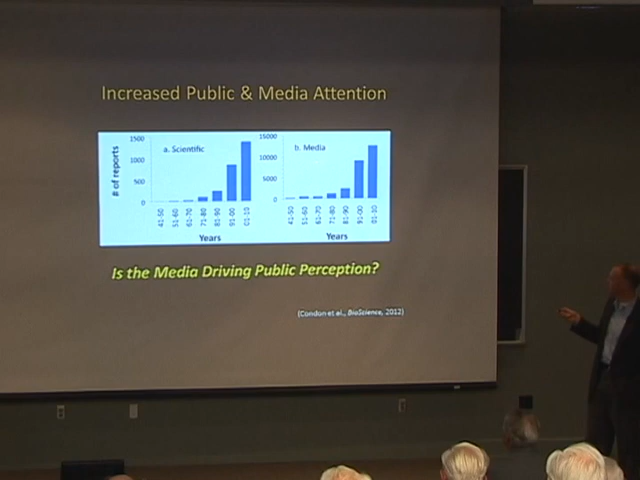 Increased Public & Media Attention
# of reports
1500
1000
500
0
a. Scientific
41-50
51-60
61-70
71-80
81-90
91-00
01-10
Years
15000
10000
5000
0
b. Media
41-50
51-60
61-70
71-80
81-90
91-00
01-10
Years
Is the Media Driving Public Perception?
(Condon et al., BioScience, 2012)